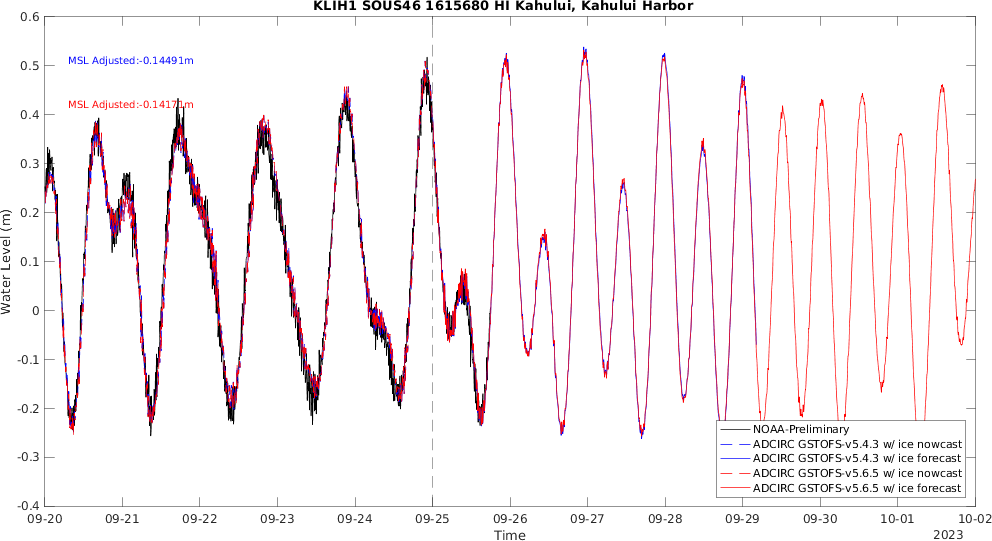 KLIH1 SOUS46 1615680 HI Kahului, Kahului Harbor
0.6
0.5
0.4
0.3
0.2
0.1
0
-0.1
-0.2
-0.3
-0.4
Water Level (m)
MSL Adjusted:-0.14491m
MSL Adjusted:-0.14171m
NOAA-Preliminary
ADCIRC GSTOFS-v5.4.3 w/ ice nowcast
ADCIRC GSTOFS-v5.4.3 w/ ice forecast
ADCIRC GSTOFS-v5.6.5 w/ ice nowcast
ADCIRC GSTOFS-v5.6.5 w/ ice forecast
09-20 09-21 09-22 09-23 09-24 09-25 09-26 09-27 09-28 09-29 09-30 10-01 10-02
Time
2023